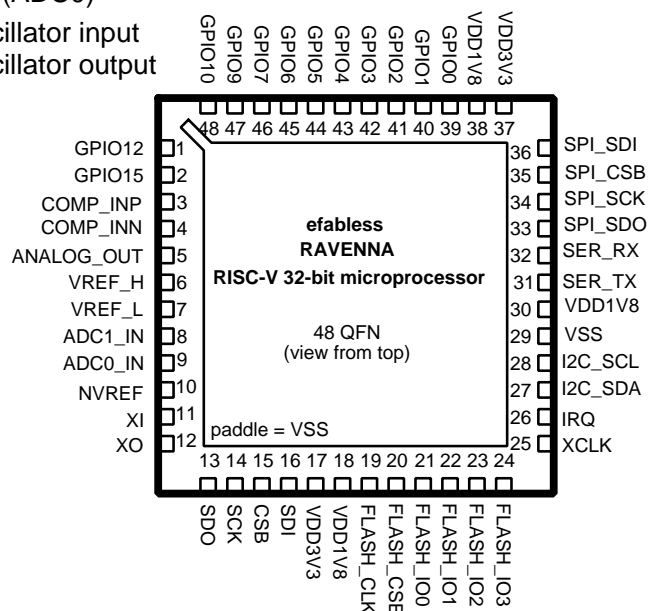 (ADC0)
cillator input
cillator output
GPIO10
GPIO9
GPIO7
GPIO6
GPIO5
GPIO4
GPIO3
GPIO2
GPIO1
GPIO0
VDD1V8
VDD3V3
48 47 46 45 44 43 42 41 40 39 38 37
GPIO12 1
GPIO15 2
COMP_INP 3
COMP_INN 4
ANALOG_OUT 5
VREF_H 6
VREF_L 7
ADC1_IN 8
ADC0_IN 9
NVREF 10
XI 11
XO 12
efabless
RAVENNA
RISC-V 32-bit microprocessor
48 QFN
(view from top)
paddle = VSS
36 SPI_SDI
35 SPI_CSB
34 SPI_SCK
33 SPI_SDO
32 SER_RX
31 SER_TX
30 VDD1V8
29 VSS
28 I2C_SCL
27 I2C_SDA
26 IRQ
25 XCLK
13 14 15 16 17 18 19 20 21 22 23 24
SDO
SCK
CSB
SDI
VDD3V3
VDD1V8
FLASH_CLK
FLASH_CSB
FLASH_IO0
FLASH_IO1
FLASH_IO2
FLASH_IO3